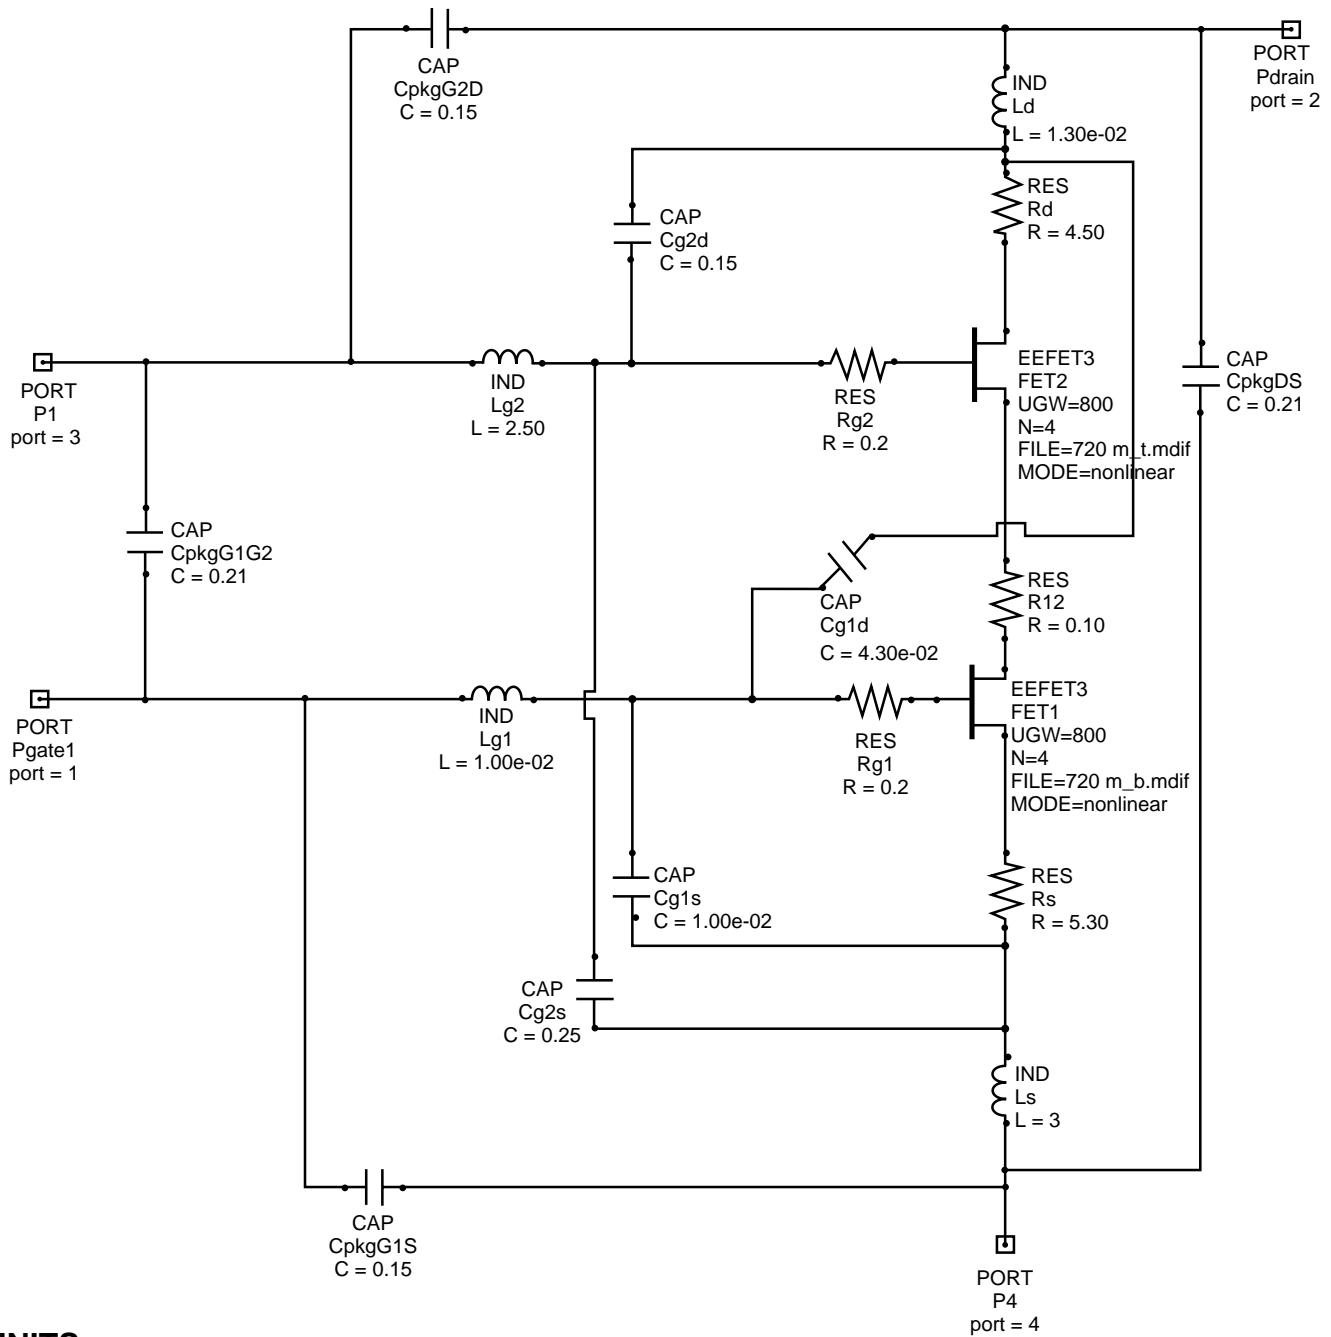 CAP
CpkgG2D
C = 0.15
PORT
Pdrain
port = 2
IND
Ld
L = 1.30e-02
RES
Rd
R = 4.50
CAP
Cg2d
C = 0.15
PORT
P1
port = 3
IND
Lg2
L = 2.50
RES
Rg2
R = 0.2
EEFET3
FET2
UGW=800
N=4
FILE=720 m_t.mdif
MODE=nonlinear
CAP
CpkgDS
C = 0.21
CAP
CpkgG1G2
C = 0.21
CAP
Cg1d
C = 4.30e-02
RES
R12
R = 0.10
PORT
Pgate1
port = 1
IND
Lg1
L = 1.00e-02
RES
Rg1
R = 0.2
EEFET3
FET1
UGW=800
N=4
FILE=720 m_b.mdif
MODE=nonlinear
CAP
Cg1s
C = 1.00e-02
RES
Rs
R = 5.30
CAP
Cg2s
C = 0.25
IND
Ls
L = 3
CAP
CpkgG1S
C = 0.15
PORT
P4
port = 4